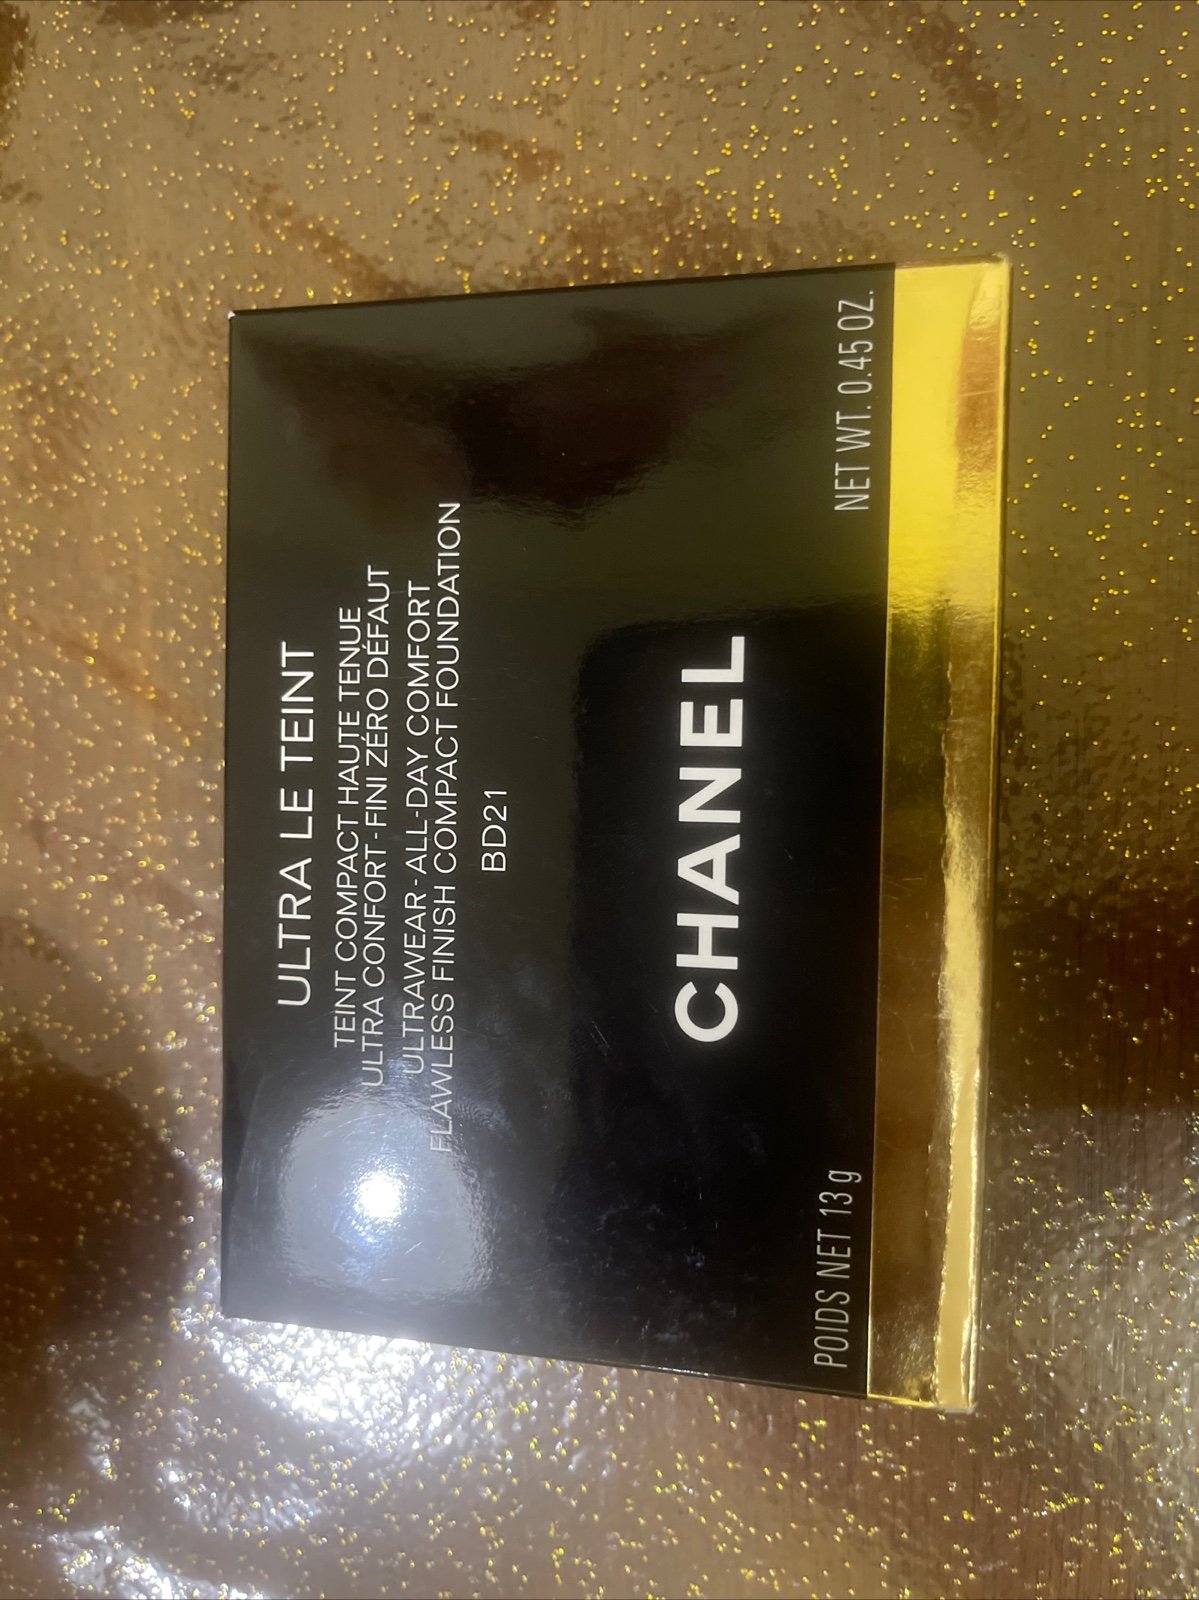 ULTRA LE TEINT
TEINT COMPACT HAUTE TENUE
ULTRA CONFORT-FINI ZÉRO DÉFAUT
ULTRAWEAR-ALL-DAY COMFORT
FLAWLESS FINISH COMPACT FOUNDATION
BD21
CHANEL
POIDS NET 13 g
NET WT. 0.45 OZ.